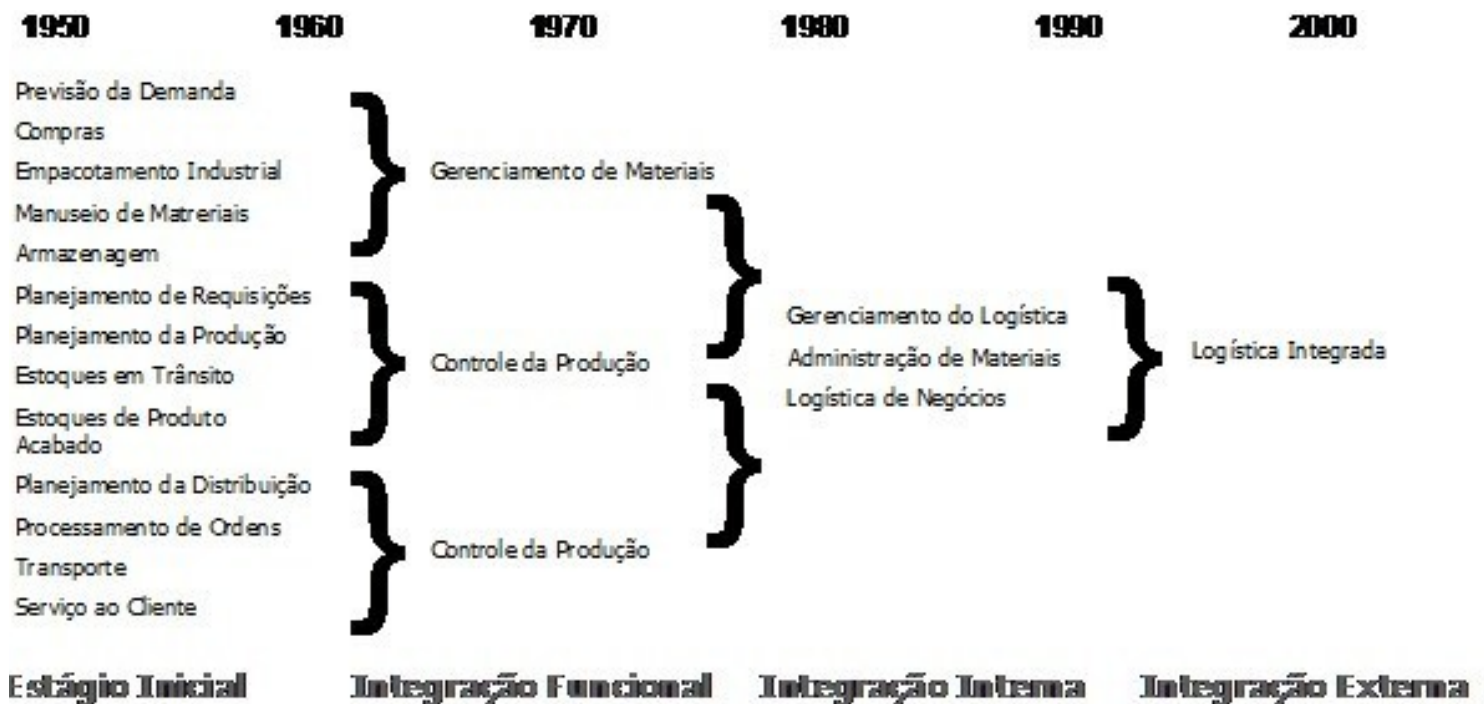 1950 1960 1970 1980 1990 2000
Previsão da Demanda
Compras
Empacotamento Industrial
Manuseio de Matreriais
Armazenagem
Planejamento de Requisições
Planejamento da Produção
Estoques em Trânsito
Estoques de Produto
Acabado
Planejamento da Distribuição
Processamento de Ordens
Transporte
Serviço ao Cliente
Gerenciamento de Materiais
Controle da Produção
Controle da Produção
Gerenciamento do Logística
Administração de Materiais
Logística de Negócios
Logística Integrada
Estágio Inicial Integração Funcional Integração Interna Integração Externa